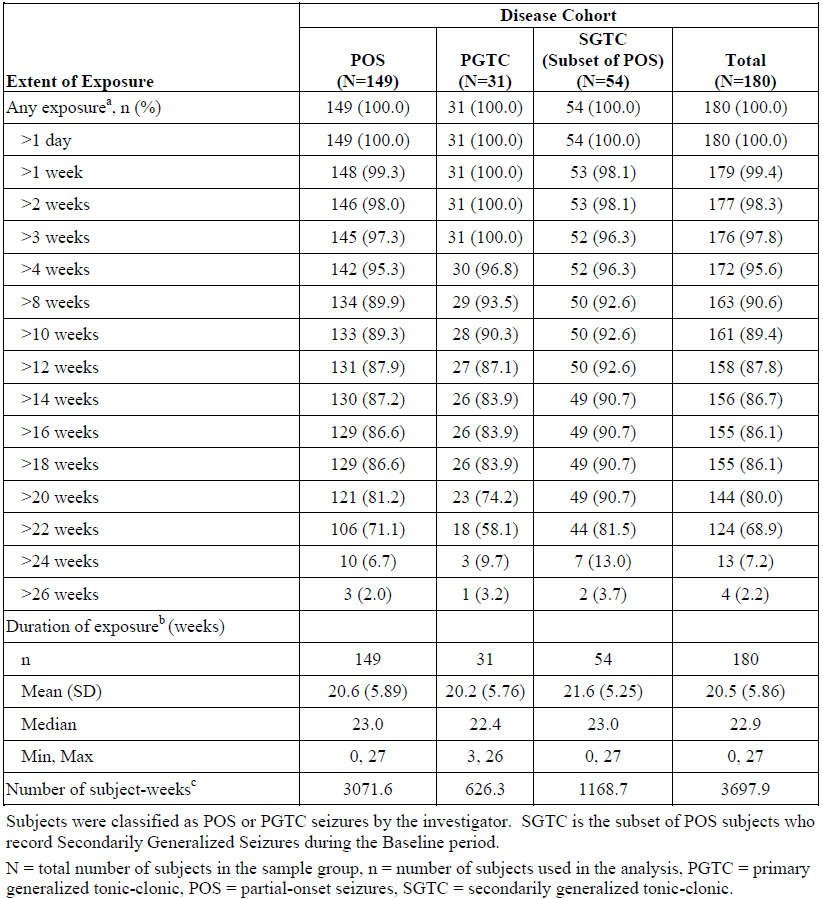 Disease Cohort
Extent of Exposure POS (N=149) PGTC (N=31) SGTC (Subset of POS) (N=54) Total (N=180)
Any exposureᵃ, n (%) 149 (100.0) 31 (100.0) 54 (100.0) 180 (100.0)
>1 day 149 (100.0) 31 (100.0) 54 (100.0) 180 (100.0)
>1 week 148 (99.3) 31 (100.0) 53 (98.1) 179 (99.4)
>2 weeks 146 (98.0) 31 (100.0) 53 (98.1) 177 (98.3)
>3 weeks 145 (97.3) 31 (100.0) 52 (96.3) 176 (97.8)
>4 weeks 142 (95.3) 30 (96.8) 52 (96.3) 172 (95.6)
>8 weeks 134 (89.9) 29 (93.5) 50 (92.6) 163 (90.6)
>10 weeks 133 (89.3) 28 (90.3) 50 (92.6) 161 (89.4)
>12 weeks 131 (87.9) 27 (87.1) 50 (92.6) 158 (87.8)
>14 weeks 130 (87.2) 26 (83.9) 49 (90.7) 156 (86.7)
>16 weeks 129 (86.6) 26 (83.9) 49 (90.7) 155 (86.1)
>18 weeks 129 (86.6) 26 (83.9) 49 (90.7) 155 (86.1)
>20 weeks 121 (81.2) 23 (74.2) 49 (90.7) 144 (80.0)
>22 weeks 106 (71.1) 18 (58.1) 44 (81.5) 124 (68.9)
>24 weeks 10 (6.7) 3 (9.7) 7 (13.0) 13 (7.2)
>26 weeks 3 (2.0) 1 (3.2) 2 (3.7) 4 (2.2)
Duration of exposureᵇ (weeks)
n 149 31 54 180
Mean (SD) 20.6 (5.89) 20.2 (5.76) 21.6 (5.25) 20.5 (5.86)
Median 23.0 22.4 23.0 22.9
Min, Max 0, 27 3, 26 0, 27 0, 27
Number of subject-weeksᶜ 3071.6 626.3 1168.7 3697.9
Subjects were classified as POS or PGTC seizures by the investigator. SGTC is the subset of POS subjects who
record Secondarily Generalized Seizures during the Baseline period.
N = total number of subjects in the sample group, n = number of subjects used in the analysis, PGTC = primary
generalized tonic-clonic, POS = partial-onset seizures, SGTC = secondarily generalized tonic-clonic.